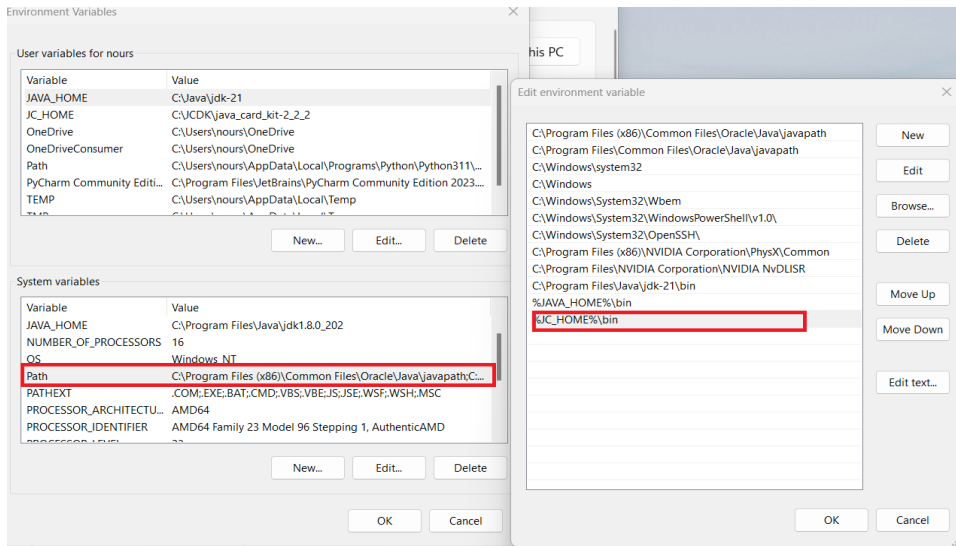 Environment Variables
User variables for nours
Variable Value
JAVA_HOME C:\Java\jdk-21
JC_HOME C:\JCDK\java_card_kit-2_2_2
OneDrive C:\Users\nours\OneDrive
OneDriveConsumer C:\Users\nours\OneDrive
Path C:\Users\nours\AppData\Local\Programs\Python\Python311\...
PyCharm Community Editi... C:\Program Files\JetBrains\PyCharm Community Edition 2023....
TEMP C:\Users\nours\AppData\Local\Temp
New... Edit... Delete
System variables
Variable Value
JAVA_HOME C:\Program Files\Java\jdk1.8.0_202
NUMBER_OF_PROCESSORS 16
OS Windows_NT
Path C:\Program Files (x86)\Common Files\Oracle\Java\javapath;C:...
PATHEXT .COM;.EXE;.BAT;.CMD;.VBS;.VBE;.JS;.JSE;.WSF;.WSH;.MSC
PROCESSOR_ARCHITECTU... AMD64
PROCESSOR_IDENTIFIER AMD64 Family 23 Model 96 Stepping 1, AuthenticAMD
New... Edit... Delete
OK Cancel
his PC
Edit environment variable
C:\Program Files (x86)\Common Files\Oracle\Java\javapath
C:\Program Files\Common Files\Oracle\Java\javapath
C:\Windows\system32
C:\Windows
C:\Windows\System32\Wbem
C:\Windows\System32\WindowsPowerShell\v1.0\
C:\Windows\System32\OpenSSH\
C:\Program Files (x86)\NVIDIA Corporation\PhysX\Common
C:\Program Files\NVIDIA Corporation\NVIDIA NvDLISR
C:\Program Files\Java\jdk-21\bin
%JAVA_HOME%\bin
%JC_HOME%\bin
New
Edit
Browse...
Delete
Move Up
Move Down
Edit text...
OK Cancel